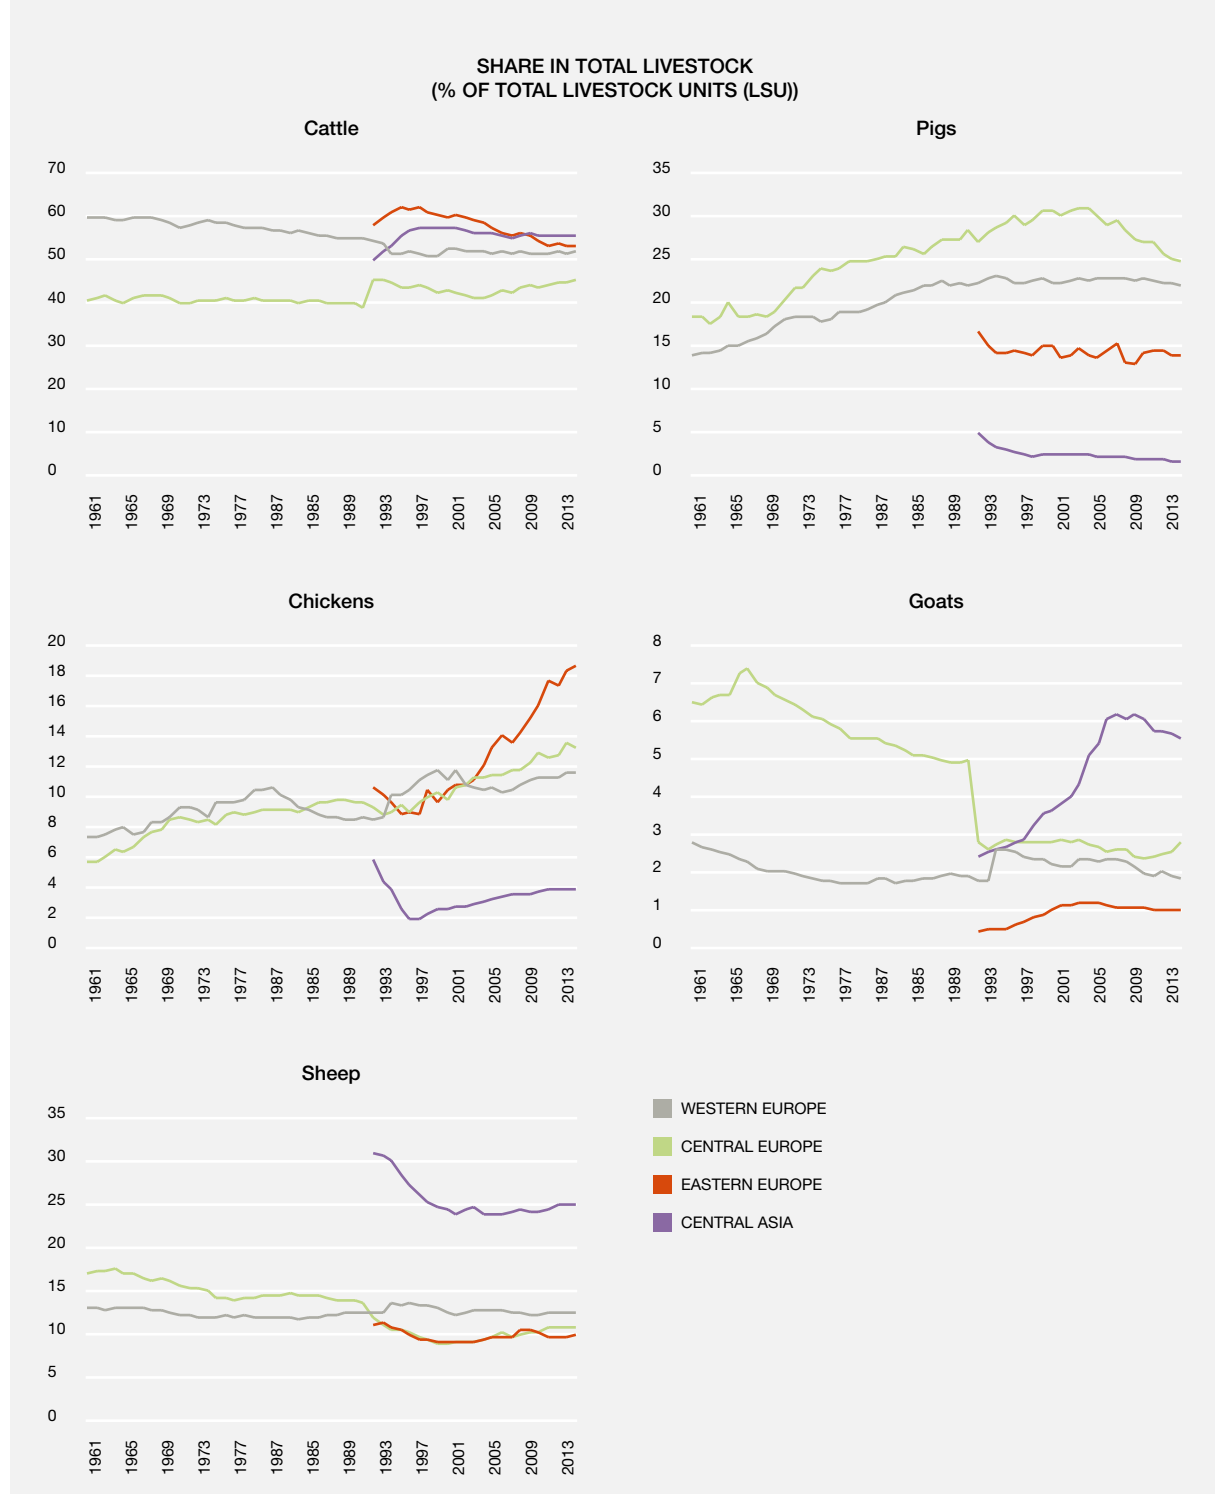 SHARE IN TOTAL LIVESTOCK
(% OF TOTAL LIVESTOCK UNITS (LSU))
Cattle
70
60
50
40
30
20
10
0
1961 1965 1969 1973 1977 1987 1985 1989 1993 1997 2001 2005 2009 2013
Pigs
35
30
25
20
15
10
5
0
1961 1965 1969 1973 1977 1987 1985 1989 1993 1997 2001 2005 2009 2013
Chickens
20
18
16
14
12
10
8
6
4
2
0
1961 1965 1969 1973 1977 1987 1985 1989 1993 1997 2001 2005 2009 2013
Goats
8
7
6
5
4
3
2
1
0
1961 1965 1969 1973 1977 1987 1985 1989 1993 1997 2001 2005 2009 2013
Sheep
35
30
25
20
15
10
5
0
1961 1965 1969 1973 1977 1987 1985 1989 1993 1997 2001 2005 2009 2013
WESTERN EUROPE
CENTRAL EUROPE
EASTERN EUROPE
CENTRAL ASIA